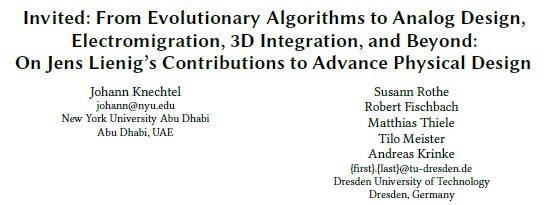 Invited: From Evolutionary Algorithms to Analog Design,
Electromigration, 3D Integration, and Beyond:
On Jens Lienig's Contributions to Advance Physical Design
Johann Knechtel
johann@nyu.edu
New York University Abu Dhabi
Abu Dhabi, UAE
Susann Rothe
Robert Fischbach
Matthias Thiele
Tilo Meister
Andreas Krinke
{first}.{last}@tu-dresden.de
Dresden University of Technology
Dresden, Germany